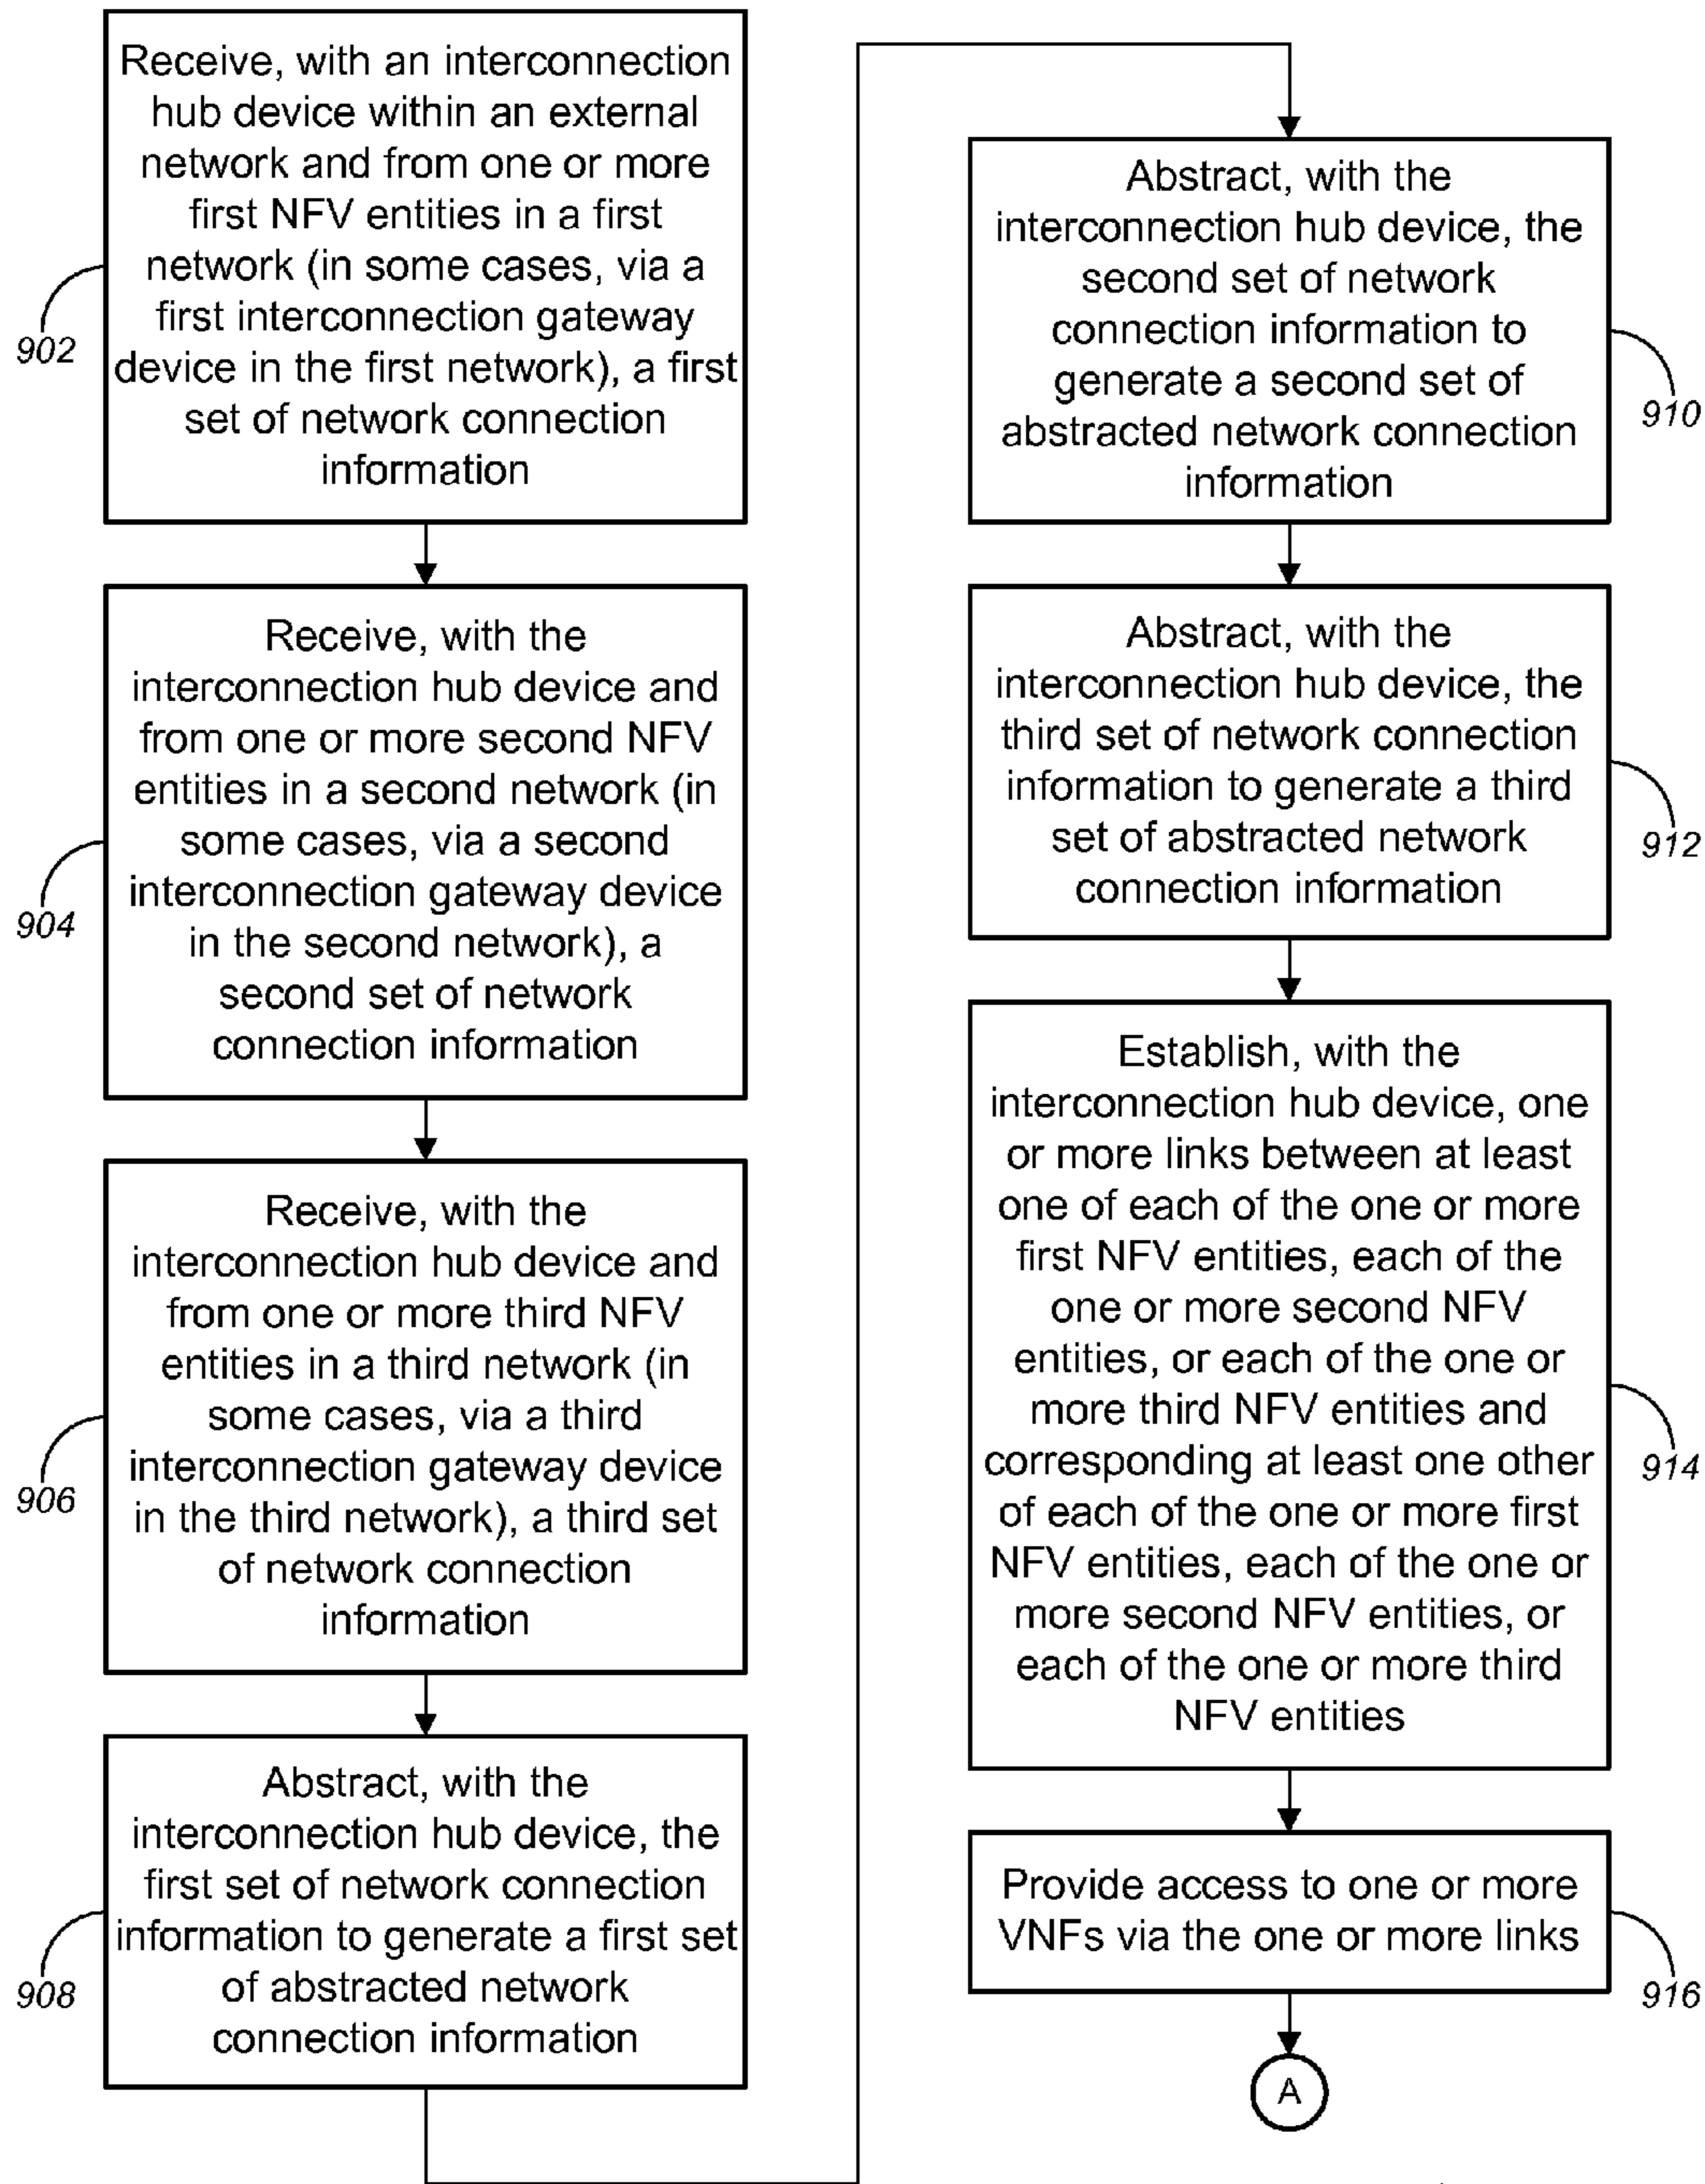 Receive, with an interconnection
hub device within an external
network and from one or more
first NFV entities in a first
network (in some cases, via a
first interconnection gateway
device in the first network), a first
set of network connection
information
902
Receive, with the
interconnection hub device and
from one or more second NFV
entities in a second network (in
some cases, via a second
interconnection gateway device
in the second network), a
second set of network
connection information
904
Receive, with the
interconnection hub device and
from one or more third NFV
entities in a third network (in
some cases, via a third
interconnection gateway device
in the third network), a third set
of network connection
information
906
Abstract, with the
interconnection hub device, the
first set of network connection
information to generate a first set
of abstracted network
connection information
908
Abstract, with the
interconnection hub device, the
second set of network
connection information to
generate a second set of
abstracted network connection
information
910
Abstract, with the
interconnection hub device, the
third set of network connection
information to generate a third
set of abstracted network
connection information
912
Establish, with the
interconnection hub device, one
or more links between at least
one of each of the one or more
first NFV entities, each of the
one or more second NFV
entities, or each of the one or
more third NFV entities and
corresponding at least one other
of each of the one or more first
NFV entities, each of the one or
more second NFV entities, or
each of the one or more third
NFV entities
914
Provide access to one or more
VNFs via the one or more links
916
A